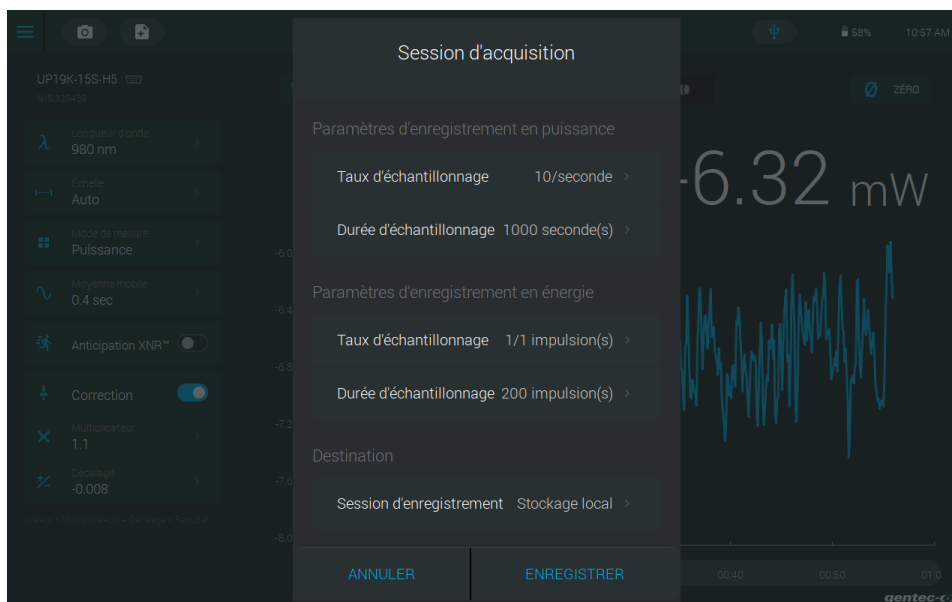 58%
10:57 AM
Session d'acquisition
UP19K-15S-H5
N/S:320459
ZÉRO
Longueur d'onde
980 nm
Échelle
Auto
Mode de mesure
Puissance
Moyenne mobile
0.4 sec
Anticipation XNR™
Correction
Multiplicateur
1.1
Décalage
-0.008
Paramètres d'enregistrement en puissance
Taux d'échantillonnage 10/seconde
Durée d'échantillonnage 1000 seconde(s)
Paramètres d'enregistrement en énergie
Taux d'échantillonnage 1/1 impulsion(s)
Durée d'échantillonnage 200 impulsion(s)
Destination
Session d'enregistrement Stockage local
ANNULER ENREGISTRER
-6.32 mW
-6.0
-6.4
-6.8
-7.2
-7.6
-8.0
00:40 00:50 01:0
gentec-e